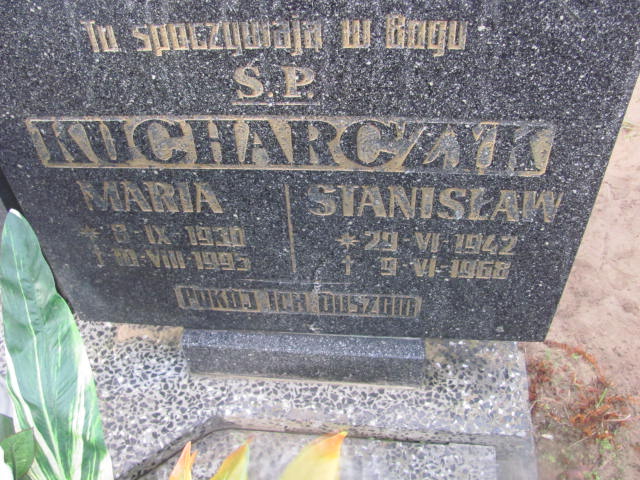 Tu spoczywają w Bogu
Ś.P.
KUCHARCZYK
MARIA STANISŁAW
* 8 IX 1930 * 29 VI 1942
† 10 VIII 1993 † 9 VI 1968
POKÓJ ICH DUSZOM